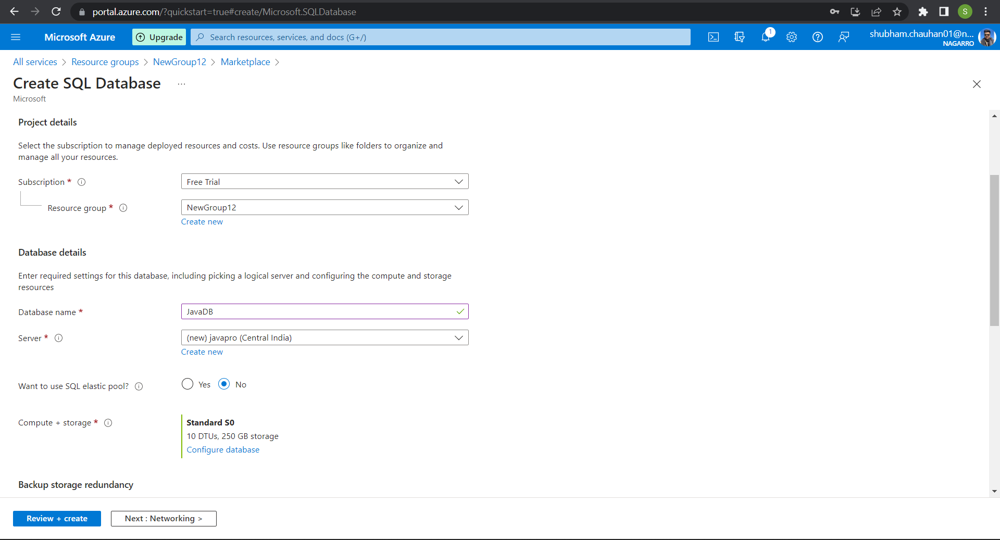 portal.azure.com/?quickstart=true#create/Microsoft.SQLDatabase
S
Microsoft Azure
Upgrade
Search resources, services, and docs (G+/)
1
shubham.chauhan01@n...
NAGARRO
All services > Resource groups > NewGroup12 > Marketplace >
Create SQL Database ...
Microsoft
Project details
Select the subscription to manage deployed resources and costs. Use resource groups like folders to organize and
manage all your resources.
Subscription *
Free Trial
Resource group *
NewGroup12
Create new
Database details
Enter required settings for this database, including picking a logical server and configuring the compute and storage
resources
Database name *
JavaDB
Server *
(new) javapro (Central India)
Create new
Want to use SQL elastic pool?
Yes No
Compute + storage *
Standard S0
10 DTUs, 250 GB storage
Configure database
Backup storage redundancy
Review + create
Next : Networking >